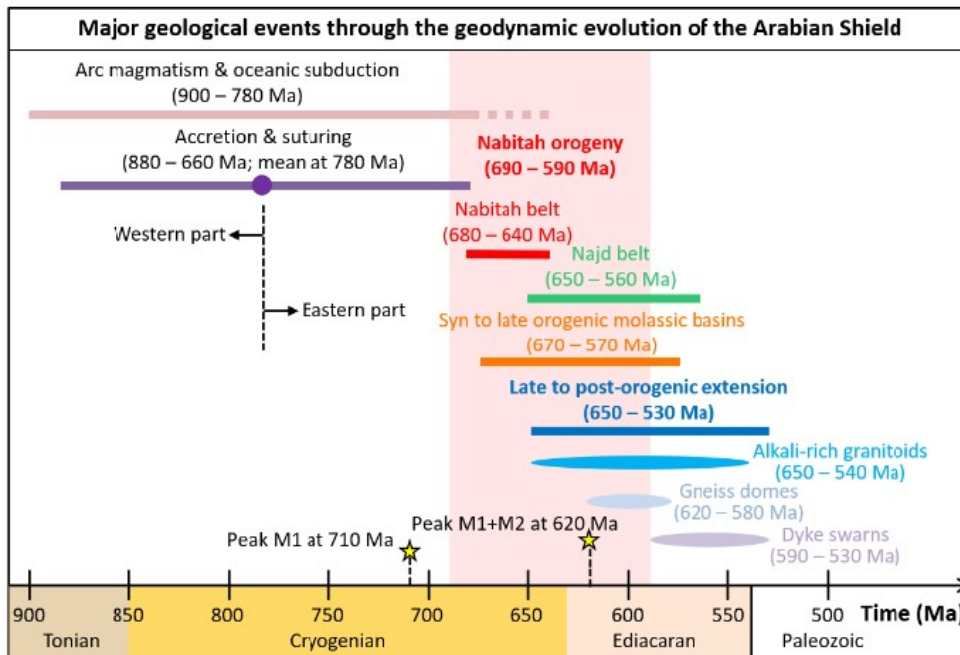 Major geological events through the geodynamic evolution of the Arabian Shield
Arc magmatism & oceanic subduction
(900 – 780 Ma)
Accretion & suturing
(880 – 660 Ma; mean at 780 Ma)
Nabitah orogeny
(690 – 590 Ma)
Nabitah belt
(680 – 640 Ma)
Western part
Najd belt
(650 – 560 Ma)
Eastern part
Syn to late orogenic molassic basins
(670 – 570 Ma)
Late to post-orogenic extension
(650 – 530 Ma)
Alkali-rich granitoids
(650 – 540 Ma)
Gneiss domes
(620 – 580 Ma)
Peak M1+M2 at 620 Ma
Peak M1 at 710 Ma
Dyke swarns
(590 – 530 Ma)
900 850 800 750 700 650 600 550 500 Time (Ma)
Tonian Cryogenian Ediacaran Paleozoic